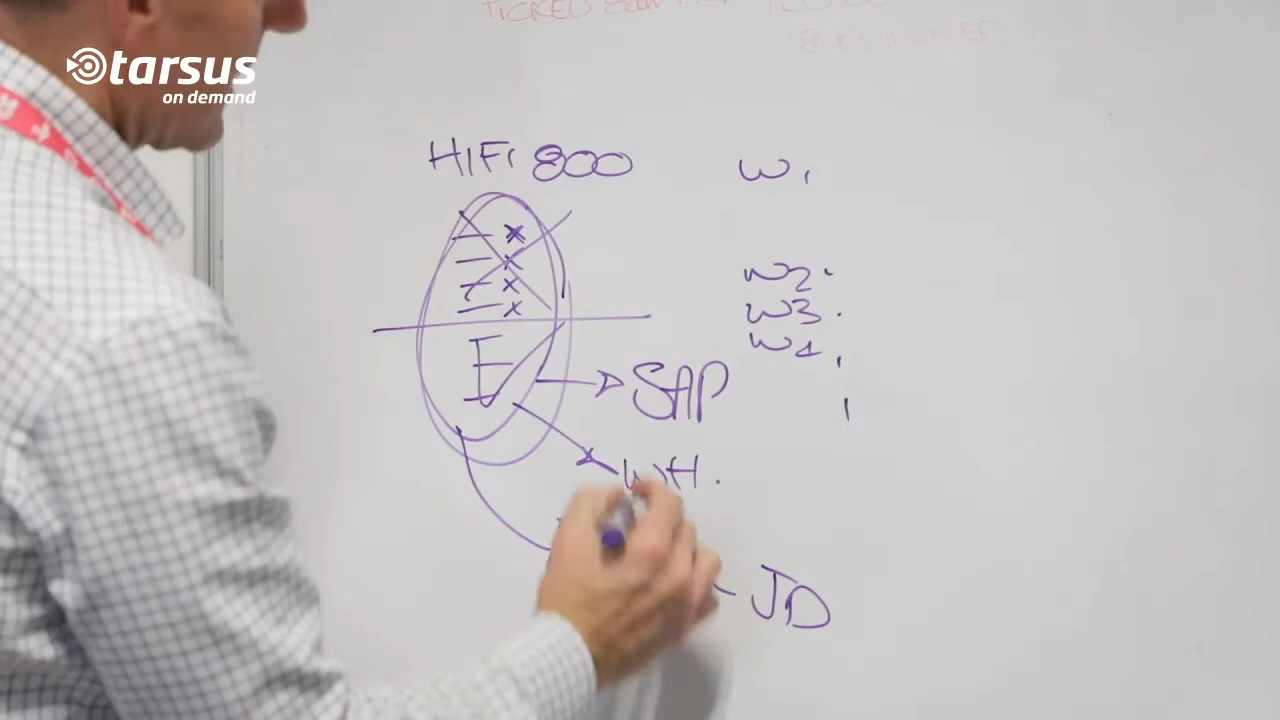 tarsus
on demand
HIFI 800
W1
W2.
W3.
W4
SAP
WH.
JD